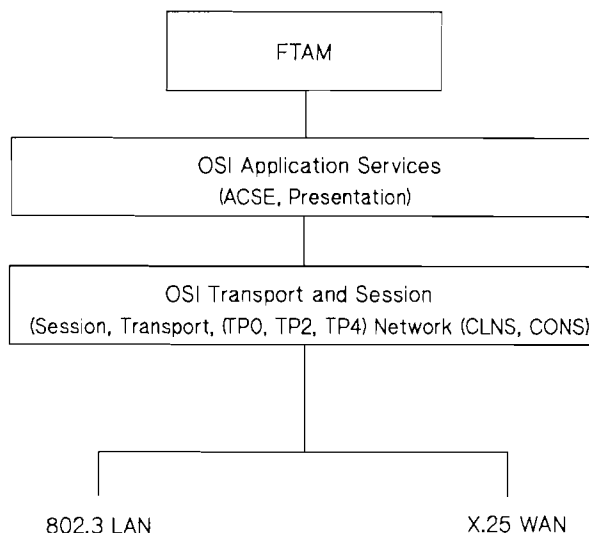 FTAM
OSI Application Services
(ACSE, Presentation)
OSI Transport and Session
(Session, Transport, (TP0, TP2, TP4) Network (CLNS, CONS)
802.3 LAN
X.25 WAN